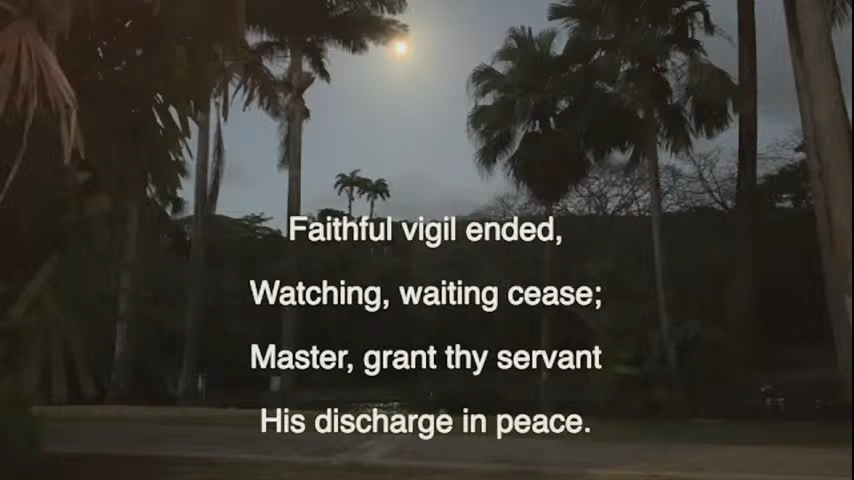 Faithful vigil ended,
Watching, waiting cease;
Master, grant thy servant
His discharge in peace.